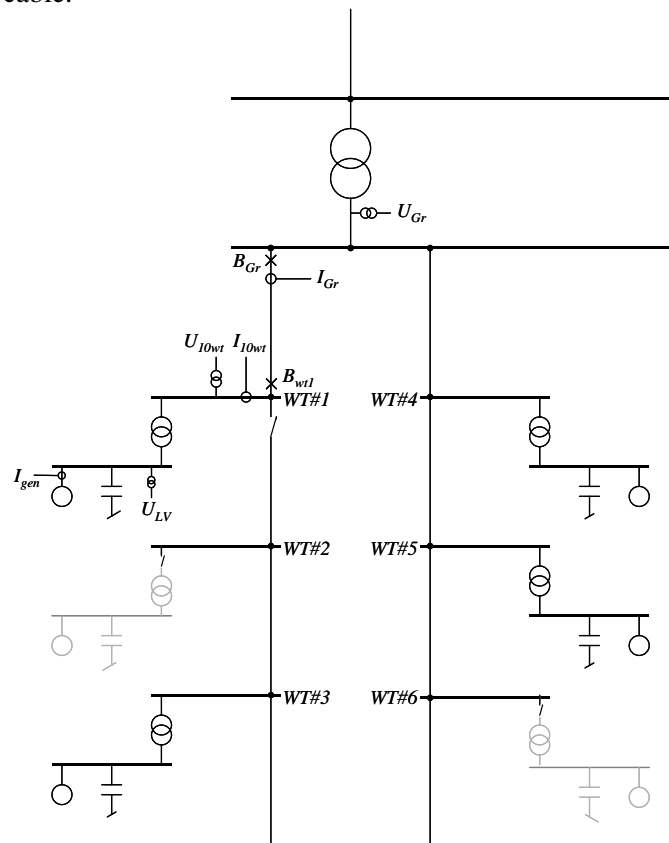 cable.
U_Gr
B_Gr
I_Gr
U_10wt I_10wt
B_wt1
WT#1 WT#4
I_gen
U_LV
WT#2 WT#5
WT#3 WT#6